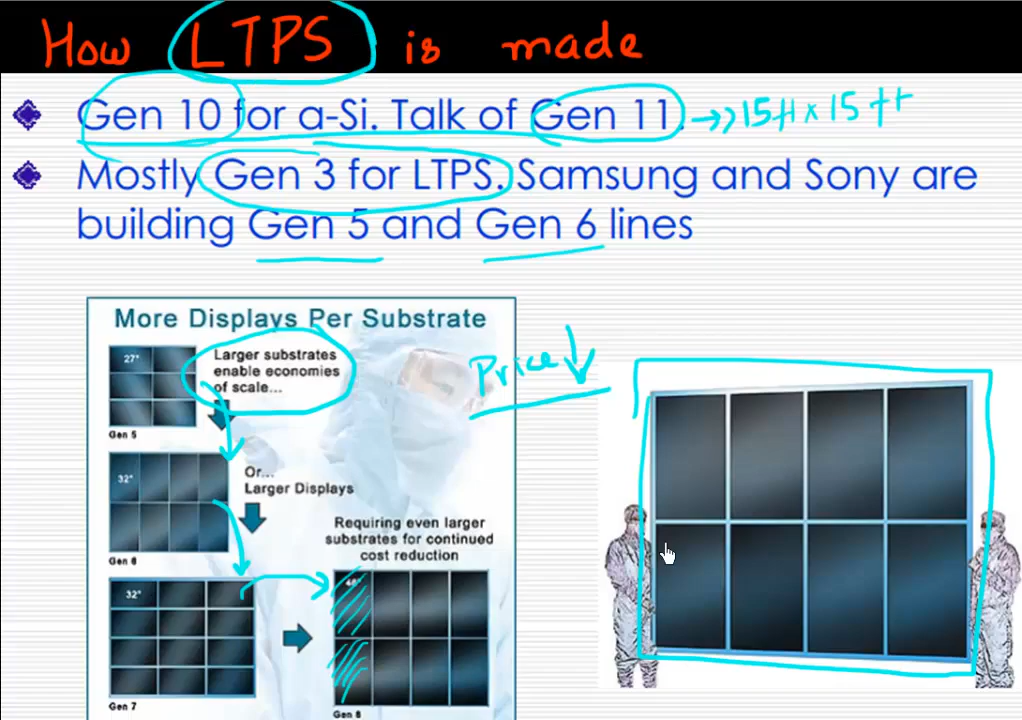 How LTPS is made
Gen 10 for a-Si. Talk of Gen 11. →> 15ft x 15 ft
Mostly Gen 3 for LTPS. Samsung and Sony are
building Gen 5 and Gen 6 lines
More Displays Per Substrate
27"
Larger substrates
enable economies
of scale...
Gen 5
Price ↓
32"
Or...
Larger Displays
Gen 6
Requiring even larger
substrates for continued
cost reduction
32"
46"
Gen 7
Gen 8